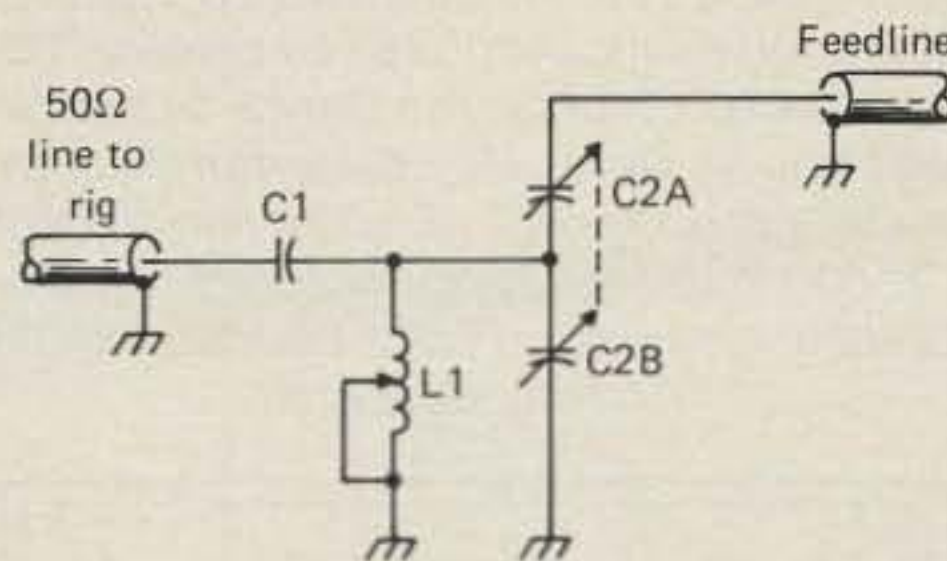 50Ω
line to
rig
C1
L1
C2A
C2B
Feedline